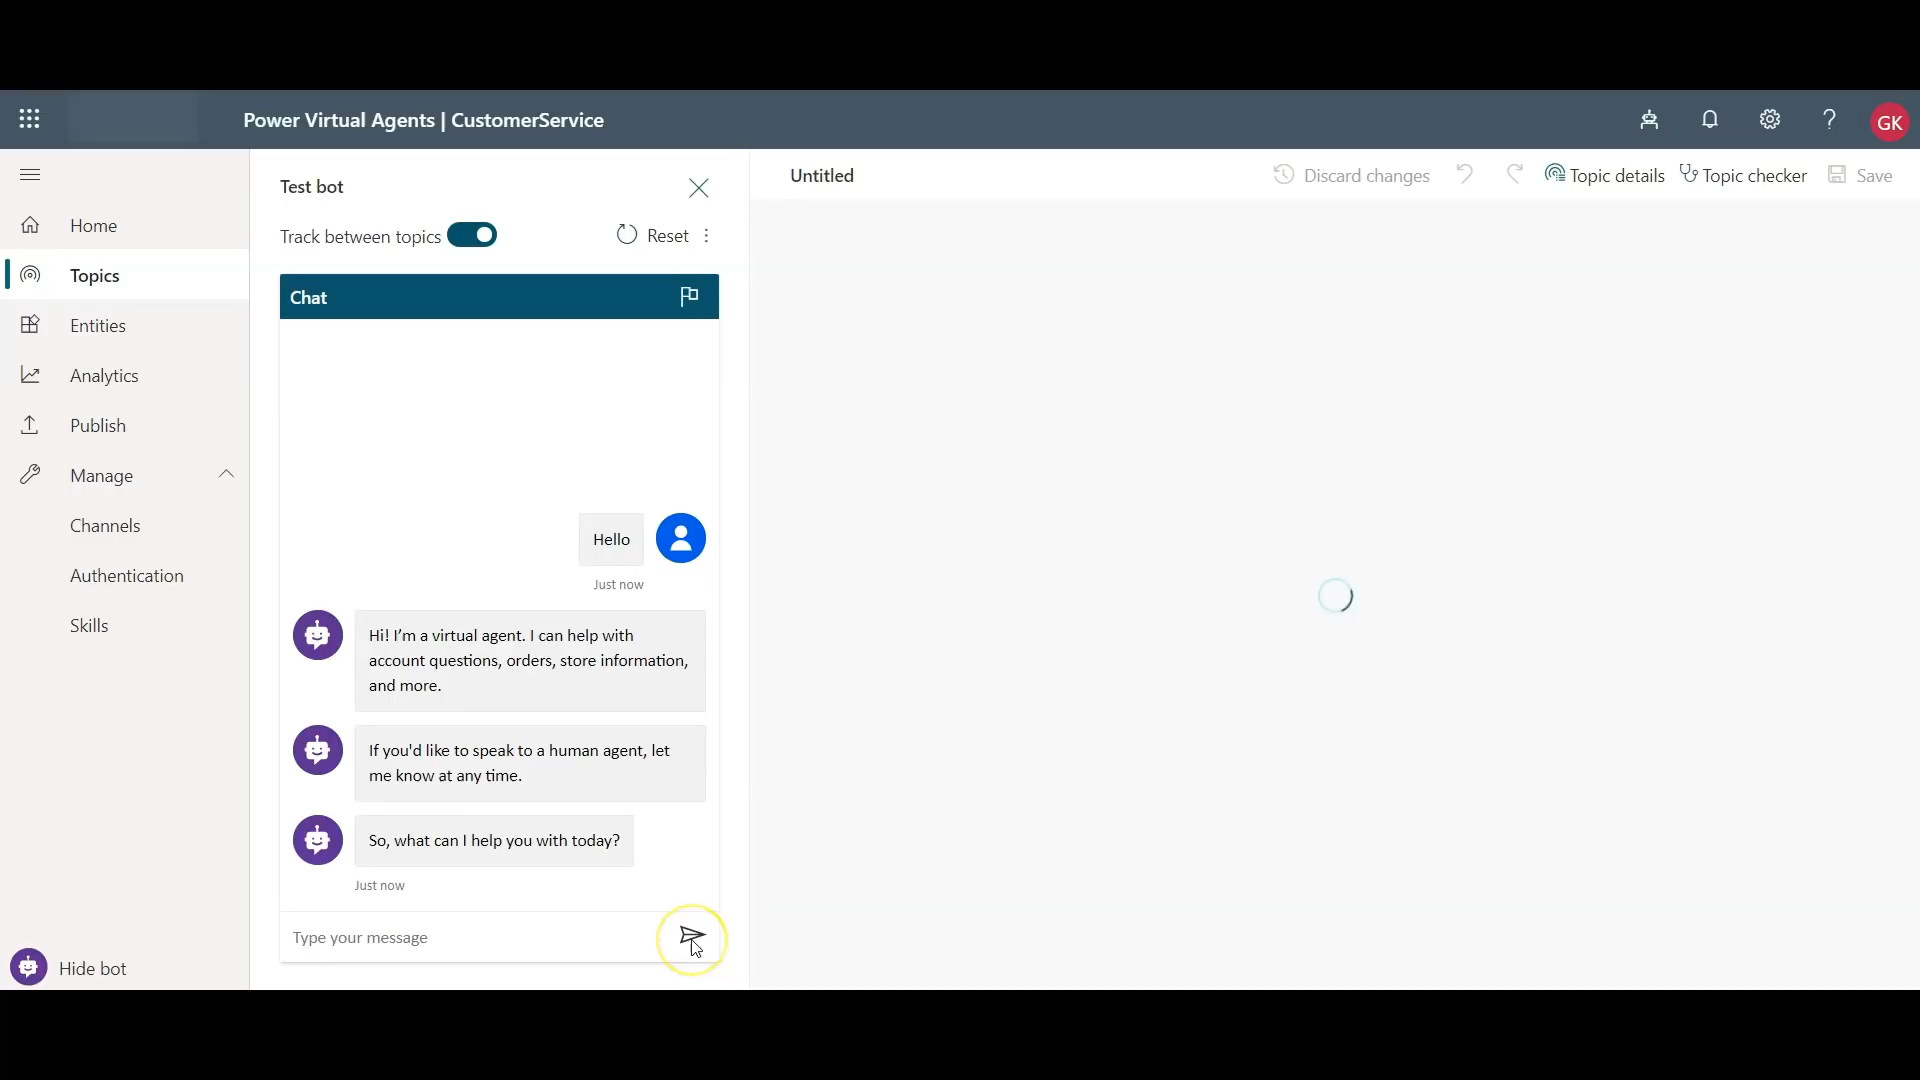 Power Virtual Agents | CustomerService
GK
Home
Topics
Entities
Analytics
Publish
Manage
Channels
Authentication
Skills
Hide bot
Test bot
Track between topics
Reset
Chat
Hello
Just now
Hi! I'm a virtual agent. I can help with
account questions, orders, store information,
and more.
If you'd like to speak to a human agent, let
me know at any time.
So, what can I help you with today?
Just now
Type your message
Untitled
Discard changes
Topic details
Topic checker
Save